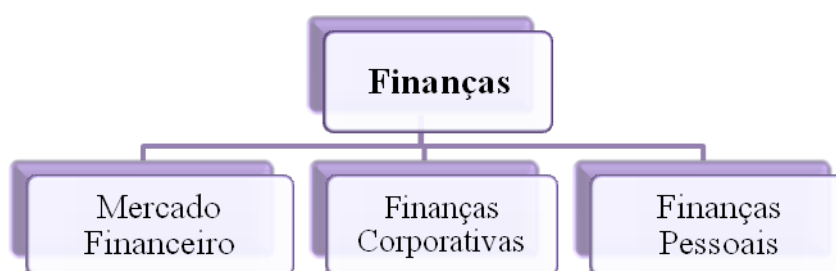 Finanças
Mercado
Financeiro
Finanças
Corporativas
Finanças
Pessoais